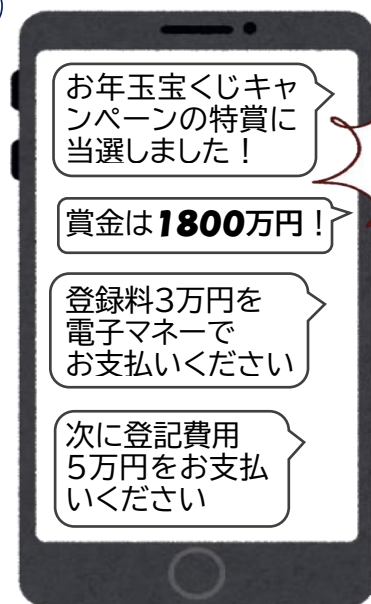 お年玉宝くじキャ
ンペーンの特賞に
当選しました！
賞金は1800万円！
登録料3万円を
電子マネーで
お支払いください
次に登記費用
5万円をお支払
いください